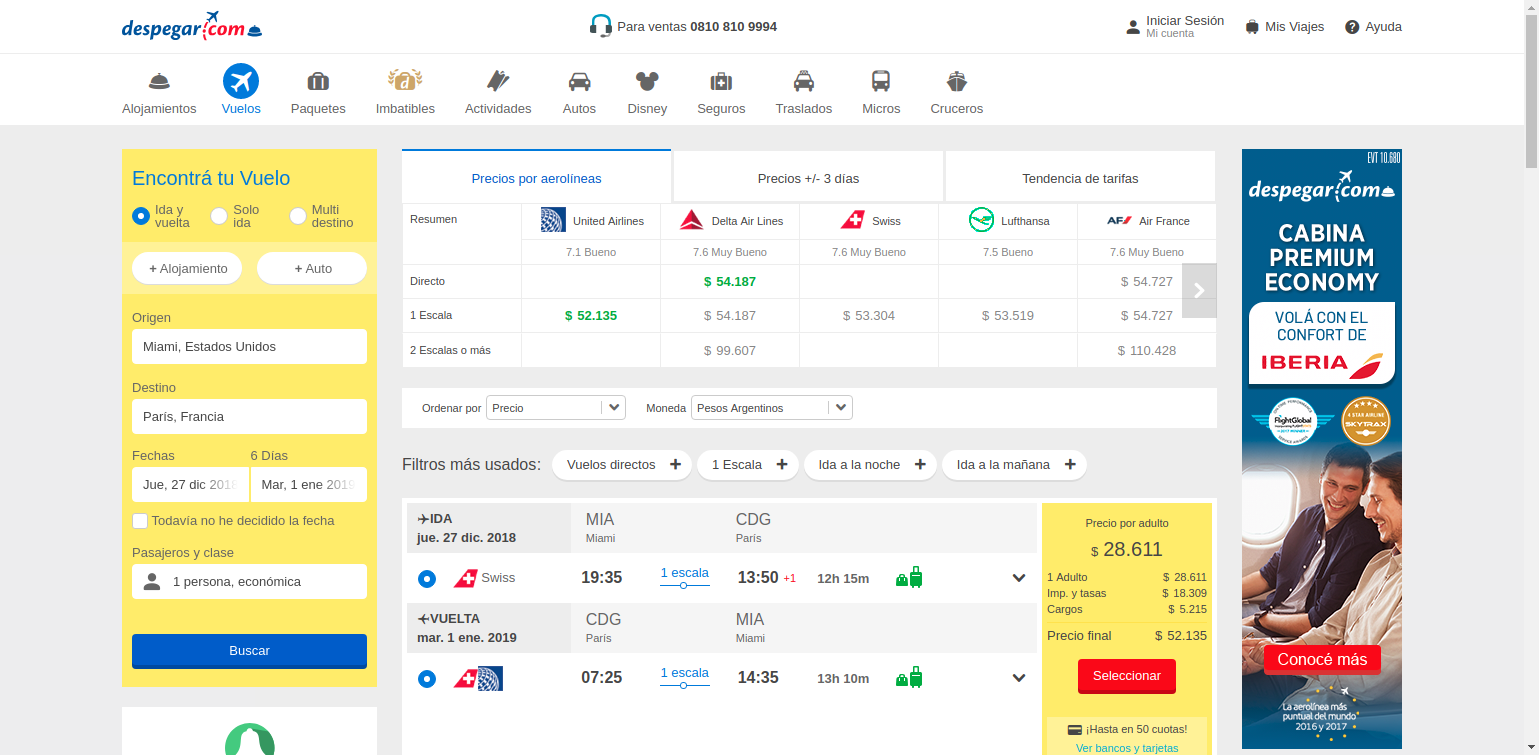 despegar.com
Para ventas 0810 810 9994
Iniciar Sesión
Mi cuenta
Mis Viajes
Ayuda
Alojamientos
Vuelos
Paquetes
Imbatibles
Actividades
Autos
Disney
Seguros
Traslados
Micros
Cruceros
Encontrá tu Vuelo
Ida y vuelta
Solo ida
Multi destino
+ Alojamiento
+ Auto
Origen
Miami, Estados Unidos
Destino
París, Francia
Fechas
6 Días
Jue, 27 dic 2018
Mar, 1 ene 2019
Todavía no he decidido la fecha
Pasajeros y clase
1 persona, económica
Buscar
Precios por aerolíneas
Precios +/- 3 días
Tendencia de tarifas
Resumen
United Airlines
Delta Air Lines
Swiss
Lufthansa
AF Air France
7.1 Bueno
7.6 Muy Bueno
7.6 Muy Bueno
7.5 Bueno
7.6 Muy Bueno
Directo
$ 54.187
$ 54.727
1 Escala
$ 52.135
$ 54.187
$ 53.304
$ 53.519
$ 54.727
2 Escalas o más
$ 99.607
$ 110.428
Ordenar por
Precio
Moneda
Pesos Argentinos
Filtros más usados:
Vuelos directos +
1 Escala +
Ida a la noche +
Ida a la mañana +
IDA
jue. 27 dic. 2018
MIA
Miami
CDG
París
Swiss
19:35
1 escala
13:50 +1
12h 15m
VUELTA
mar. 1 ene. 2019
CDG
París
MIA
Miami
07:25
1 escala
14:35
13h 10m
Precio por adulto
$ 28.611
1 Adulto $ 28.611
Imp. y tasas $ 18.309
Cargos $ 5.215
Precio final $ 52.135
Seleccionar
¡Hasta en 50 cuotas!
Ver bancos y tarjetas
EVT 10.680
despegar.com
CABINA
PREMIUM
ECONOMY
VOLÁ CON EL
CONFORT DE
IBERIA
FlightGlobal
4 STAR AIRLINE
SKYTRAX
Conocé más
La aerolínea más
puntual del mundo
2016 y 2017